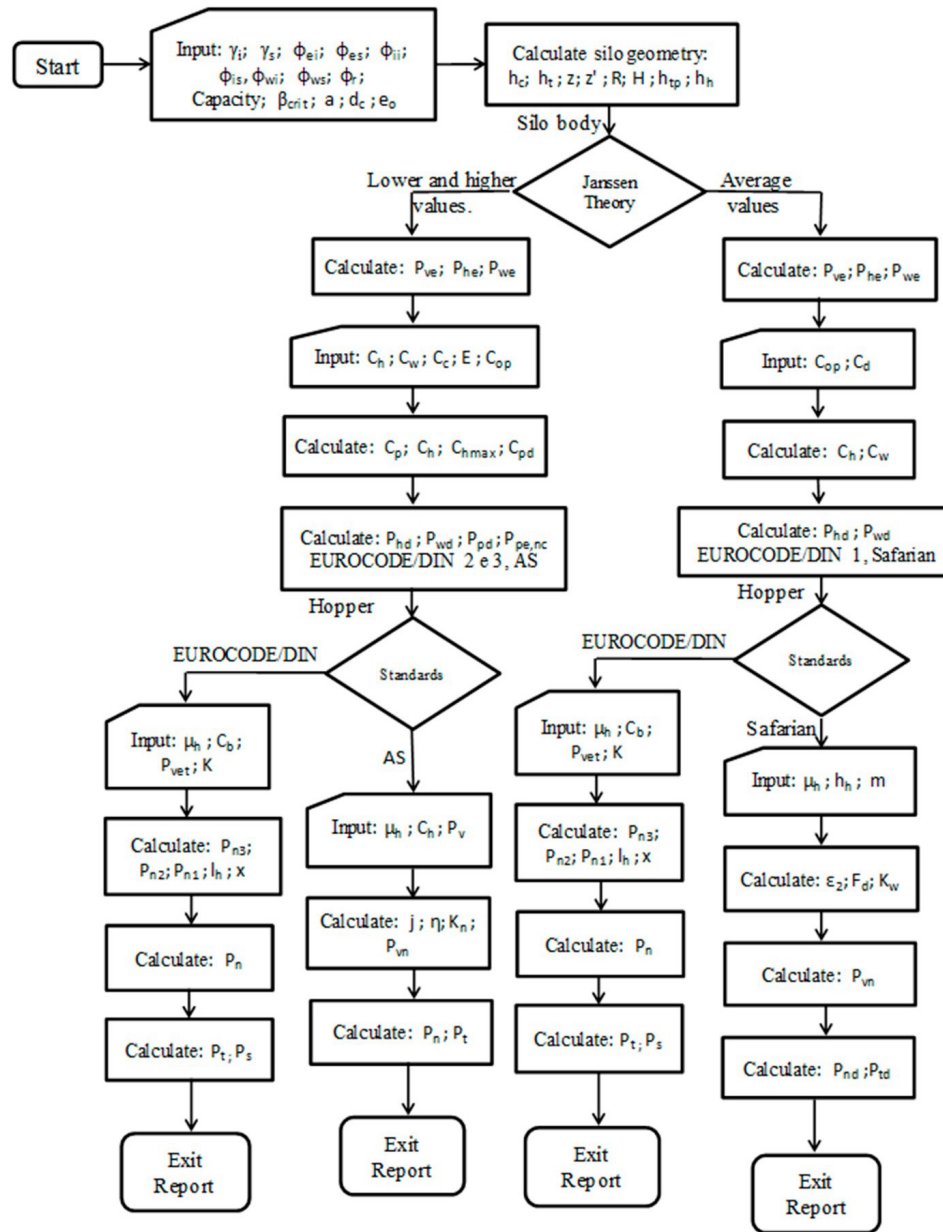 Start
Input: γi; γs; ϕei; ϕes; ϕii;
ϕis, ϕwi; ϕws; ϕr;
Capacity; βcrit; a; dc; eo
Calculate silo geometry:
hc; ht; z; z'; R; H; htp; hh
Silo body
Janssen
Theory
Lower and higher
values.
Average
values
Calculate: Pve; Phe; Pwe
Input: Ch; Cw; Cc; E; Cop
Calculate: Cp; Ch; Chmax; Cpd
Calculate: Phd; Pwd; Ppd; Ppe,nc
EUROCODE/DIN 2 e 3, AS
Hopper
Standards
EUROCODE/DIN
Input: μh; Cb;
Pvet; K
Calculate: Pn3;
Pn2; Pn1; lh; x
Calculate: Pn
Calculate: Pt; Ps
Exit
Report
AS
Input: μh; Ch; Pv
Calculate: j; η; Kn;
Pvn
Calculate: Pn; Pt
Exit
Report
Calculate: Pve; Phe; Pwe
Input: Cop; Cd
Calculate: Ch; Cw
Calculate: Phd; Pwd
EUROCODE/DIN 1, Safarian
Hopper
Standards
EUROCODE/DIN
Input: μh; Cb;
Pvet; K
Calculate: Pn3;
Pn2; Pn1; lh; x
Calculate: Pn
Calculate: Pt; Ps
Exit
Report
Safarian
Input: μh; hh; m
Calculate: ε2; Fd; Kw
Calculate: Pvn
Calculate: Pnd; Ptd
Exit
Report